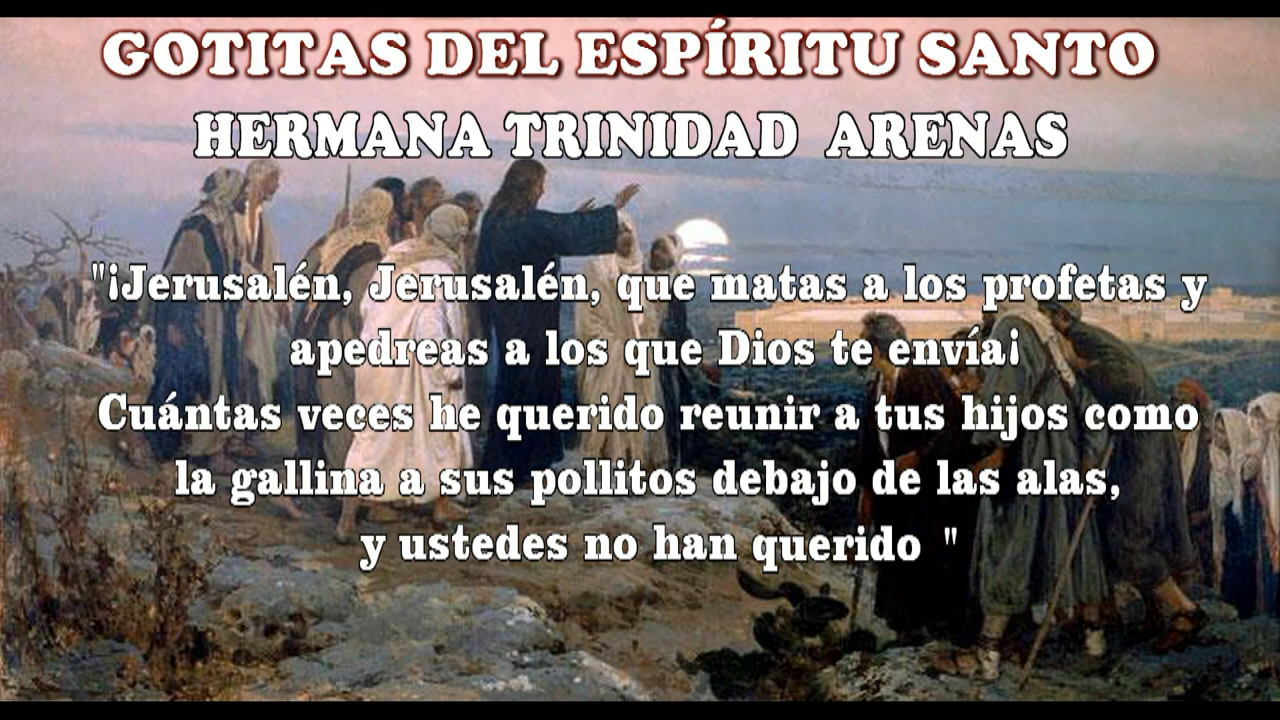 GOTITAS DEL ESPÍRITU SANTO
HERMANA TRINIDAD ARENAS
"¡Jerusalén, Jerusalén, que matas a los profetas y
apedreas a los que Dios te envía¡
Cuántas veces he querido reunir a tus hijos como
la gallina a sus pollitos debajo de las alas,
y ustedes no han querido "